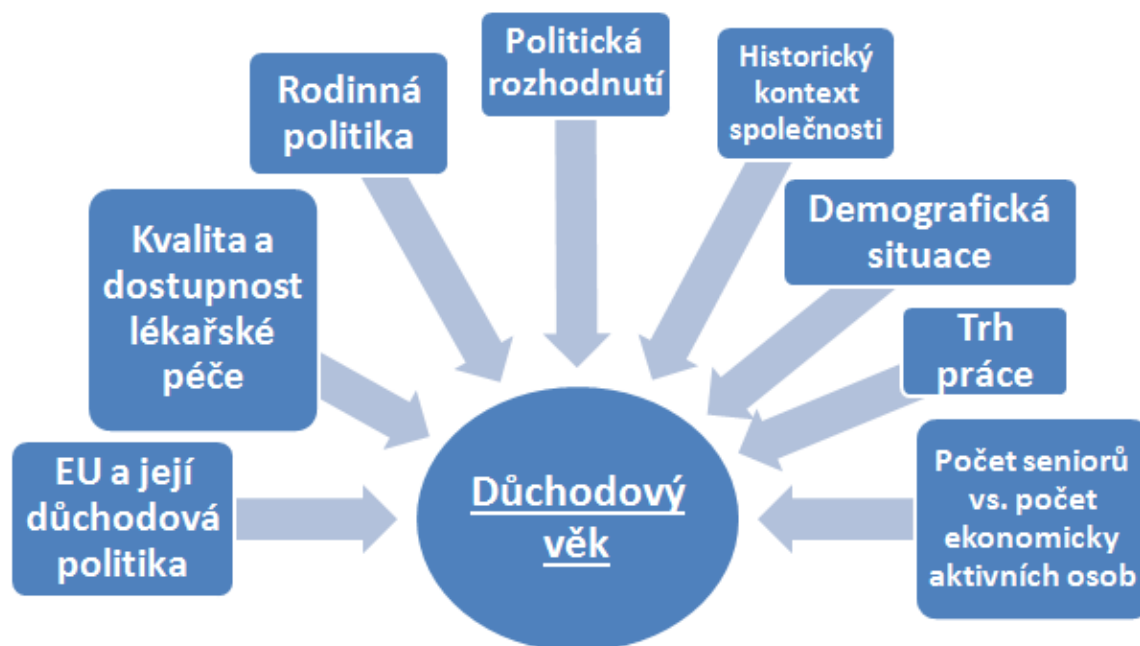 Politická
rozhodnutí
Historický
kontext
společnosti
Rodinná
politika
Demografická
situace
Kvalita a
dostupnost
lékařské
péče
Trh
práce
EU a její
důchodová
politika
Počet seniorů
vs. počet
ekonomicky
aktivních osob
Důchodový
věk